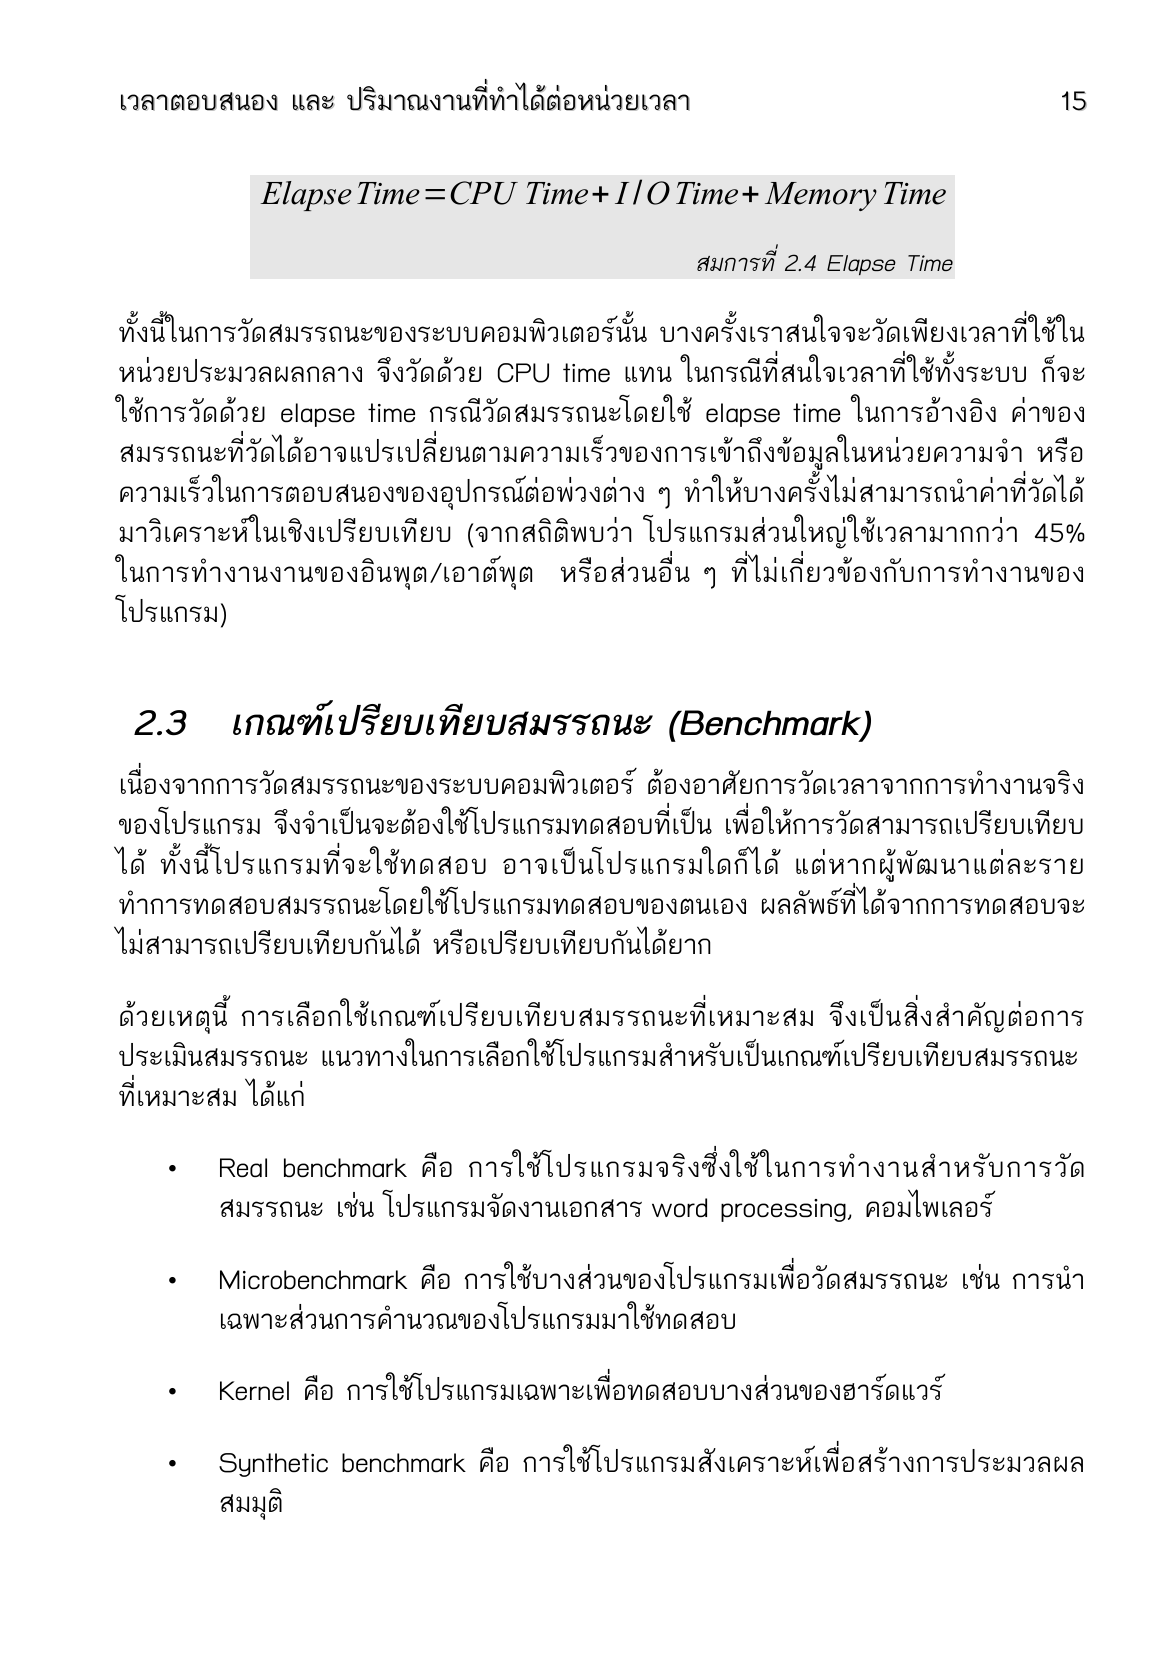 เวลาตอบสนอง และ ปริมาณงานที่ทำได้ต่อหน่วยเวลา 15
Elapse Time=CPU Time+ I/O Time+ Memory Time
สมการที่ 2.4 Elapse Time
ทั้งนี้ในการวัดสมรรถนะของระบบคอมพิวเตอร์นั้น บางครั้งเราสนใจจะวัดเพียงเวลาที่ใช้ใน
หน่วยประมวลผลกลาง จึงวัดด้วย CPU time แทน ในกรณีที่สนใจเวลาที่ใช้ทั้งระบบ ก็จะ
ใช้การวัดด้วย elapse time กรณีวัดสมรรถนะโดยใช้ elapse time ในการอ้างอิง ค่าของ
สมรรถนะที่วัดได้อาจแปรเปลี่ยนตามความเร็วของการเข้าถึงข้อมูลในหน่วยความจำ หรือ
ความเร็วในการตอบสนองของอุปกรณ์ต่อพ่วงต่าง ๆ ทำให้บางครั้งไม่สามารถนำค่าที่วัดได้
มาวิเคราะห์ในเชิงเปรียบเทียบ (จากสถิติพบว่า โปรแกรมส่วนใหญ่ใช้เวลามากกว่า 45%
ในการทำงานงานของอินพุต/เอาต์พุต หรือส่วนอื่น ๆ ที่ไม่เกี่ยวข้องกับการทำงานของ
โปรแกรม)
2.3 เกณฑ์เปรียบเทียบสมรรถนะ (Benchmark)
เนื่องจากการวัดสมรรถนะของระบบคอมพิวเตอร์ ต้องอาศัยการวัดเวลาจากการทำงานจริง
ของโปรแกรม จึงจำเป็นจะต้องใช้โปรแกรมทดสอบที่เป็น เพื่อให้การวัดสามารถเปรียบเทียบ
ได้ ทั้งนี้โปรแกรมที่จะใช้ทดสอบ อาจเป็นโปรแกรมใดก็ได้ แต่หากผู้พัฒนาแต่ละราย
ทำการทดสอบสมรรถนะโดยใช้โปรแกรมทดสอบของตนเอง ผลลัพธ์ที่ได้จากการทดสอบจะ
ไม่สามารถเปรียบเทียบกันได้ หรือเปรียบเทียบกันได้ยาก
ด้วยเหตุนี้ การเลือกใช้เกณฑ์เปรียบเทียบสมรรถนะที่เหมาะสม จึงเป็นสิ่งสำคัญต่อการ
ประเมินสมรรถนะ แนวทางในการเลือกใช้โปรแกรมสำหรับเป็นเกณฑ์เปรียบเทียบสมรรถนะ
ที่เหมาะสม ได้แก่
• Real benchmark คือ การใช้โปรแกรมจริงซึ่งใช้ในการทำงานสำหรับการวัด
สมรรถนะ เช่น โปรแกรมจัดงานเอกสาร word processing, คอมไพเลอร์
• Microbenchmark คือ การใช้บางส่วนของโปรแกรมเพื่อวัดสมรรถนะ เช่น การนำ
เฉพาะส่วนการคำนวณของโปรแกรมมาใช้ทดสอบ
• Kernel คือ การใช้โปรแกรมเฉพาะเพื่อทดสอบบางส่วนของฮาร์ดแวร์
• Synthetic benchmark คือ การใช้โปรแกรมสังเคราะห์เพื่อสร้างการประมวลผล
สมมุติ